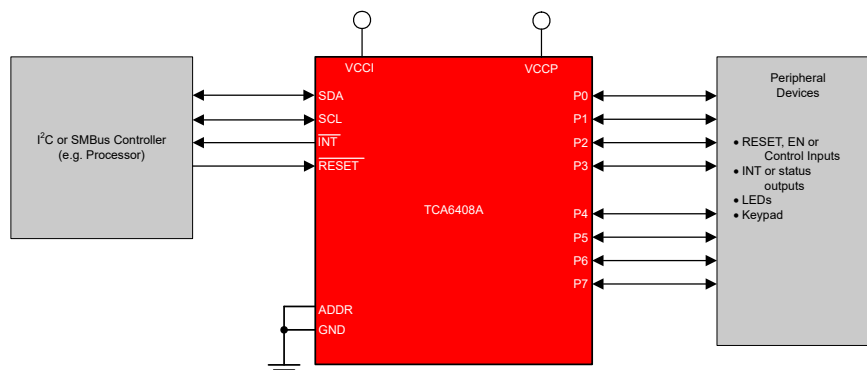 VCCI
VCCP
I²C or SMBus Controller
(e.g. Processor)
SDA
SCL
INT
RESET
TCA6408A
ADDR
GND
P0
P1
P2
P3
P4
P5
P6
P7
Peripheral
Devices
• RESET, EN or
Control Inputs
• INT or status
outputs
• LEDs
• Keypad